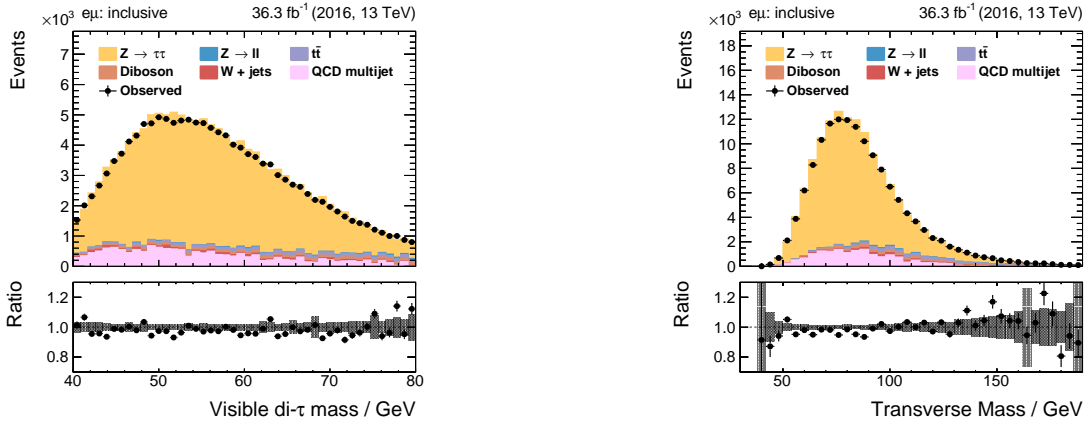 ×10³ eμ: inclusive 36.3 fb⁻¹ (2016, 13 TeV)
Events
7
6
5
4
3
2
1
0
Z → ττ Z → ll tt̄
Diboson W + jets QCD multijet
Observed
Ratio
1.2
1.0
0.8
40 50 60 70 80
Visible di-τ mass / GeV
×10³ eμ: inclusive 36.3 fb⁻¹ (2016, 13 TeV)
Events
18
16
14
12
10
8
6
4
2
0
Z → ττ Z → ll tt̄
Diboson W + jets QCD multijet
Observed
Ratio
1.2
1.0
0.8
50 100 150
Transverse Mass / GeV